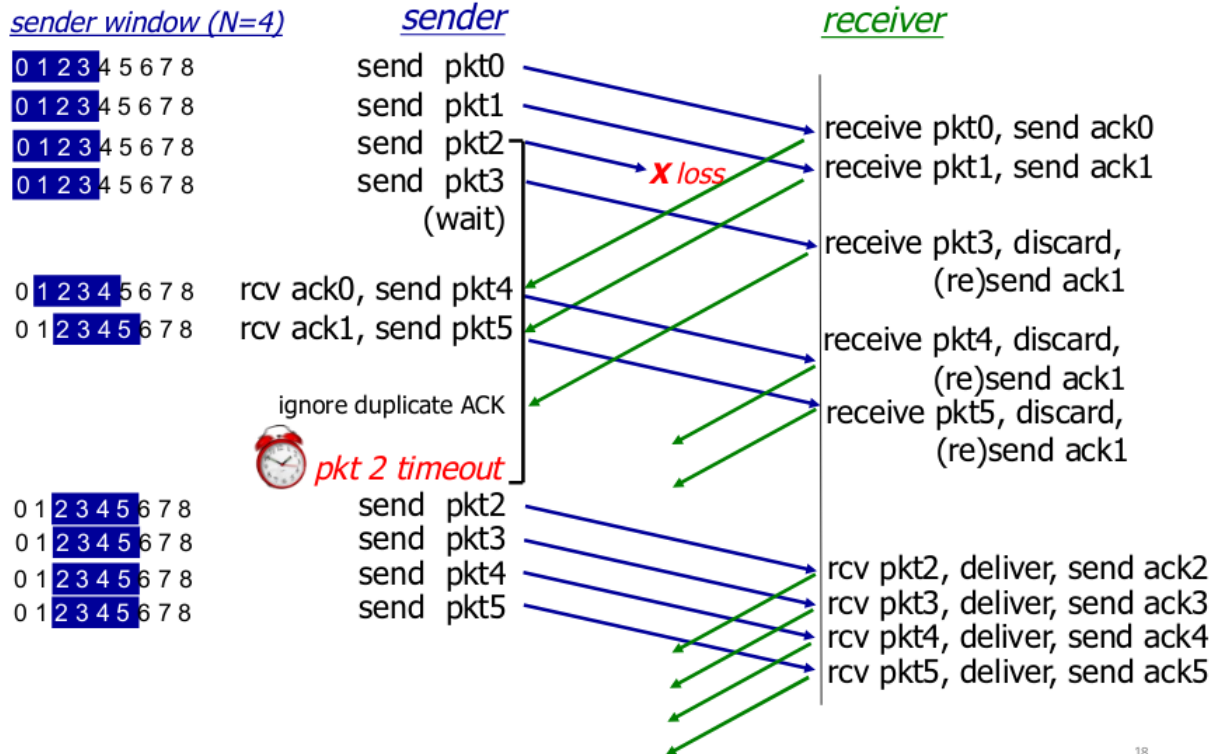 sender window (N=4) sender receiver
0 1 2 3 4 5 6 7 8 send pkt0
0 1 2 3 4 5 6 7 8 send pkt1
receive pkt0, send ack0
0 1 2 3 4 5 6 7 8 send pkt2
receive pkt1, send ack1
0 1 2 3 4 5 6 7 8 send pkt3
X loss
(wait)
receive pkt3, discard,
(re)send ack1
0 1 2 3 4 5 6 7 8 rcv ack0, send pkt4
0 1 2 3 4 5 6 7 8 rcv ack1, send pkt5
receive pkt4, discard,
(re)send ack1
ignore duplicate ACK
receive pkt5, discard,
(re)send ack1
pkt 2 timeout
0 1 2 3 4 5 6 7 8 send pkt2
0 1 2 3 4 5 6 7 8 send pkt3
0 1 2 3 4 5 6 7 8 send pkt4
0 1 2 3 4 5 6 7 8 send pkt5
rcv pkt2, deliver, send ack2
rcv pkt3, deliver, send ack3
rcv pkt4, deliver, send ack4
rcv pkt5, deliver, send ack5
18